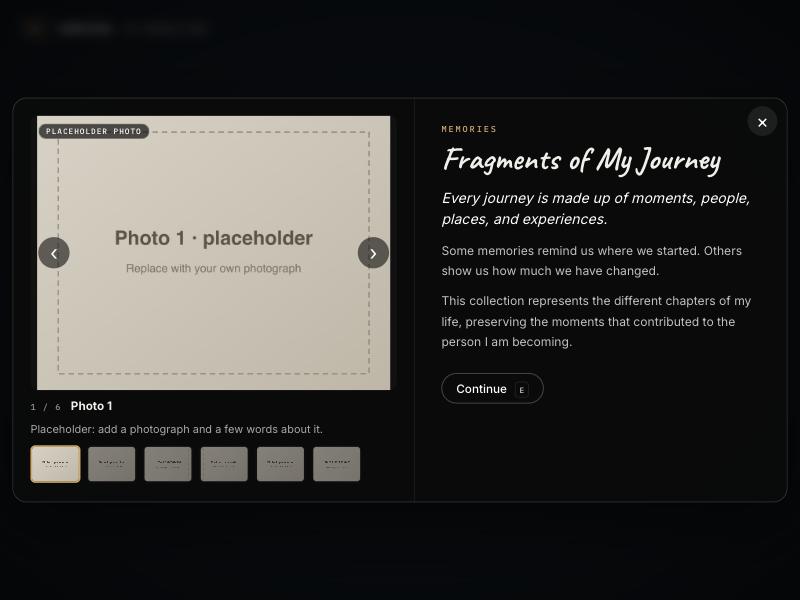 PLACEHOLDER PHOTO
Photo 1 · placeholder
Replace with your own photograph
1 / 6 Photo 1
Placeholder: add a photograph and a few words about it.
MEMORIES
Fragments of My Journey
Every journey is made up of moments, people,
places, and experiences.
Some memories remind us where we started. Others
show us how much we have changed.
This collection represents the different chapters of my
life, preserving the moments that contributed to the
person I am becoming.
Continue E